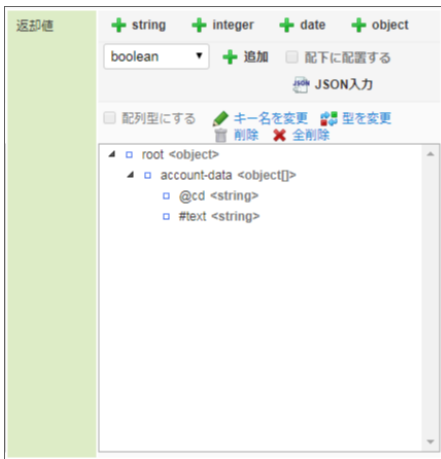 返却値
string integer date object
boolean 追加 配下に配置する
JSON入力
配列型にする キー名を変更 型を変更
削除 全削除
root <object>
account-data <object[]>
@cd <string>
#text <string>